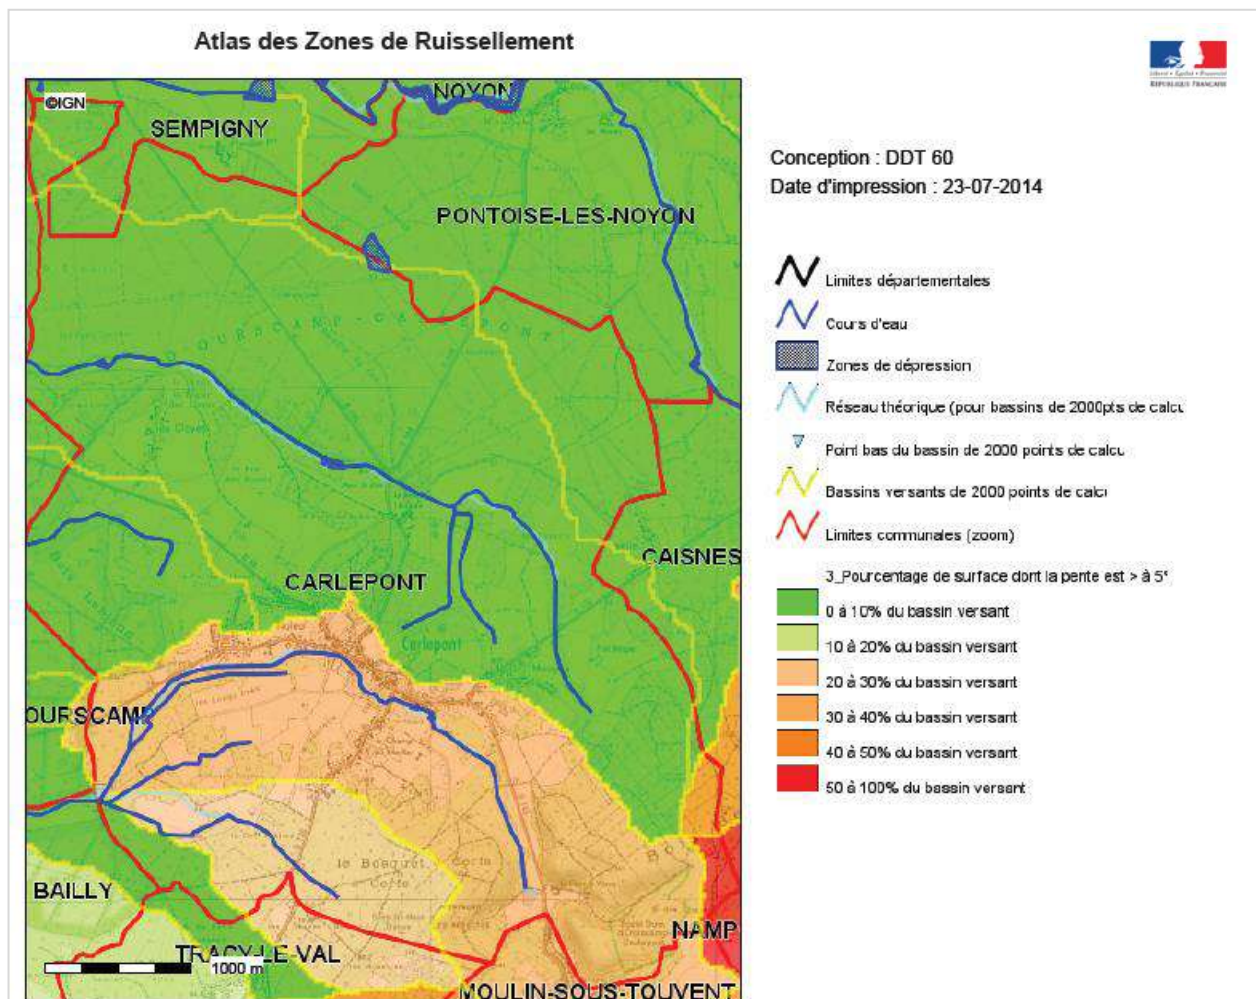 Atlas des Zones de Ruissellement
RÉPUBLIQUE FRANÇAISE
Conception : DDT 60
Date d'impression : 23-07-2014
©IGN
NOYON
SEMPIGNY
PONTOISE-LES-NOYON
CAISNES
CARLEPONT
Carlepont
OURSCAMP
le Bosquet
BAILLY
NAMP
TRACY-LE-VAL
1000 m
MOULIN-SOUS-TOUVENT
Limites départementales
Cours d'eau
Zones de dépression
Réseau théorique (pour bassins de 2000pts de calcu
Point bas du bassin de 2000 points de calcu
Bassins versants de 2000 points de calcu
Limites communales (zoom)
3_Pourcentage de surface dont la pente est > à 5°
0 à 10% du bassin versant
10 à 20% du bassin versant
20 à 30% du bassin versant
30 à 40% du bassin versant
40 à 50% du bassin versant
50 à 100% du bassin versant